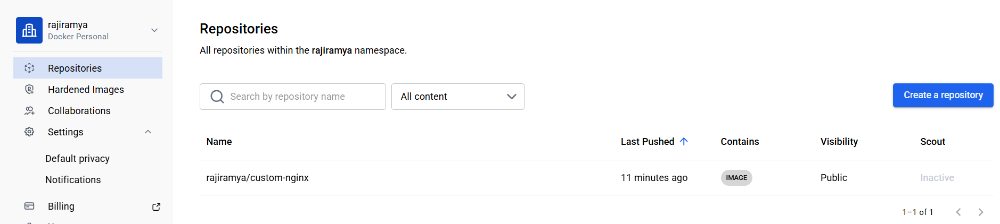 rajiramya
Docker Personal
Repositories
Hardened Images
Collaborations
Settings
Default privacy
Notifications
Billing
Repositories
All repositories within the rajiramya namespace.
Search by repository name
All content
Create a repository
Name Last Pushed Contains Visibility Scout
rajiramya/custom-nginx 11 minutes ago IMAGE Public Inactive
1–1 of 1